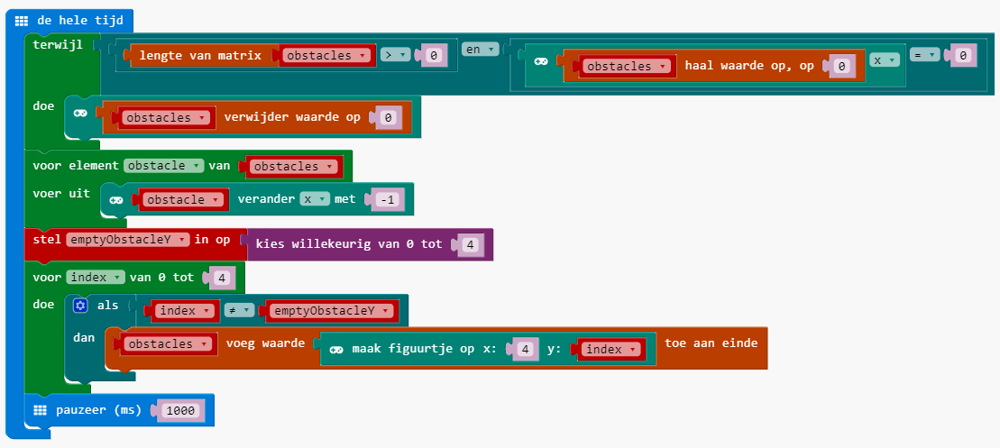 de hele tijd
terwijl lengte van matrix obstacles > 0 en obstacles haal waarde op, op 0 x = 0
doe obstacles verwijder waarde op 0
voor element obstacle van obstacles
voer uit obstacle verander x met -1
stel emptyObstacleY in op kies willekeurig van 0 tot 4
voor index van 0 tot 4
doe als index ≠ emptyObstacleY
dan obstacles voeg waarde maak figuurtje op x: 4 y: index toe aan einde
pauzeer (ms) 1000